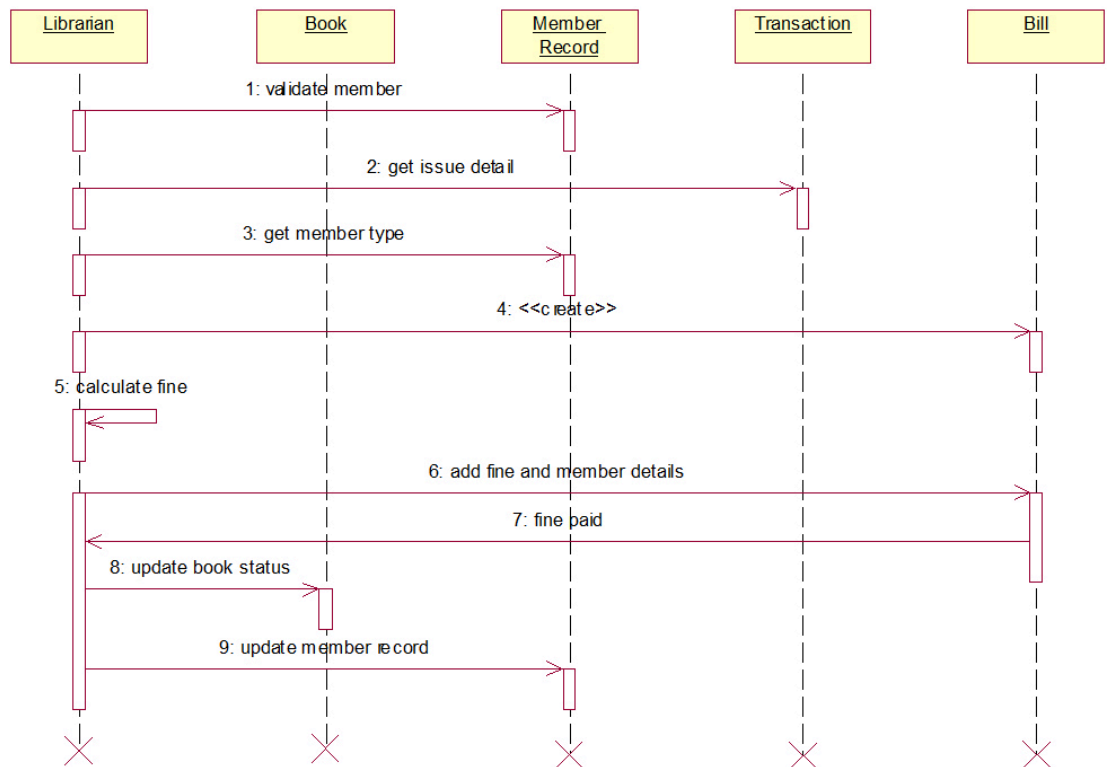 Librarian
Book
Member
Record
Transaction
Bill
1: validate member
2: get issue detail
3: get member type
4: <<create>>
5: calculate fine
6: add fine and member details
7: fine paid
8: update book status
9: update member record